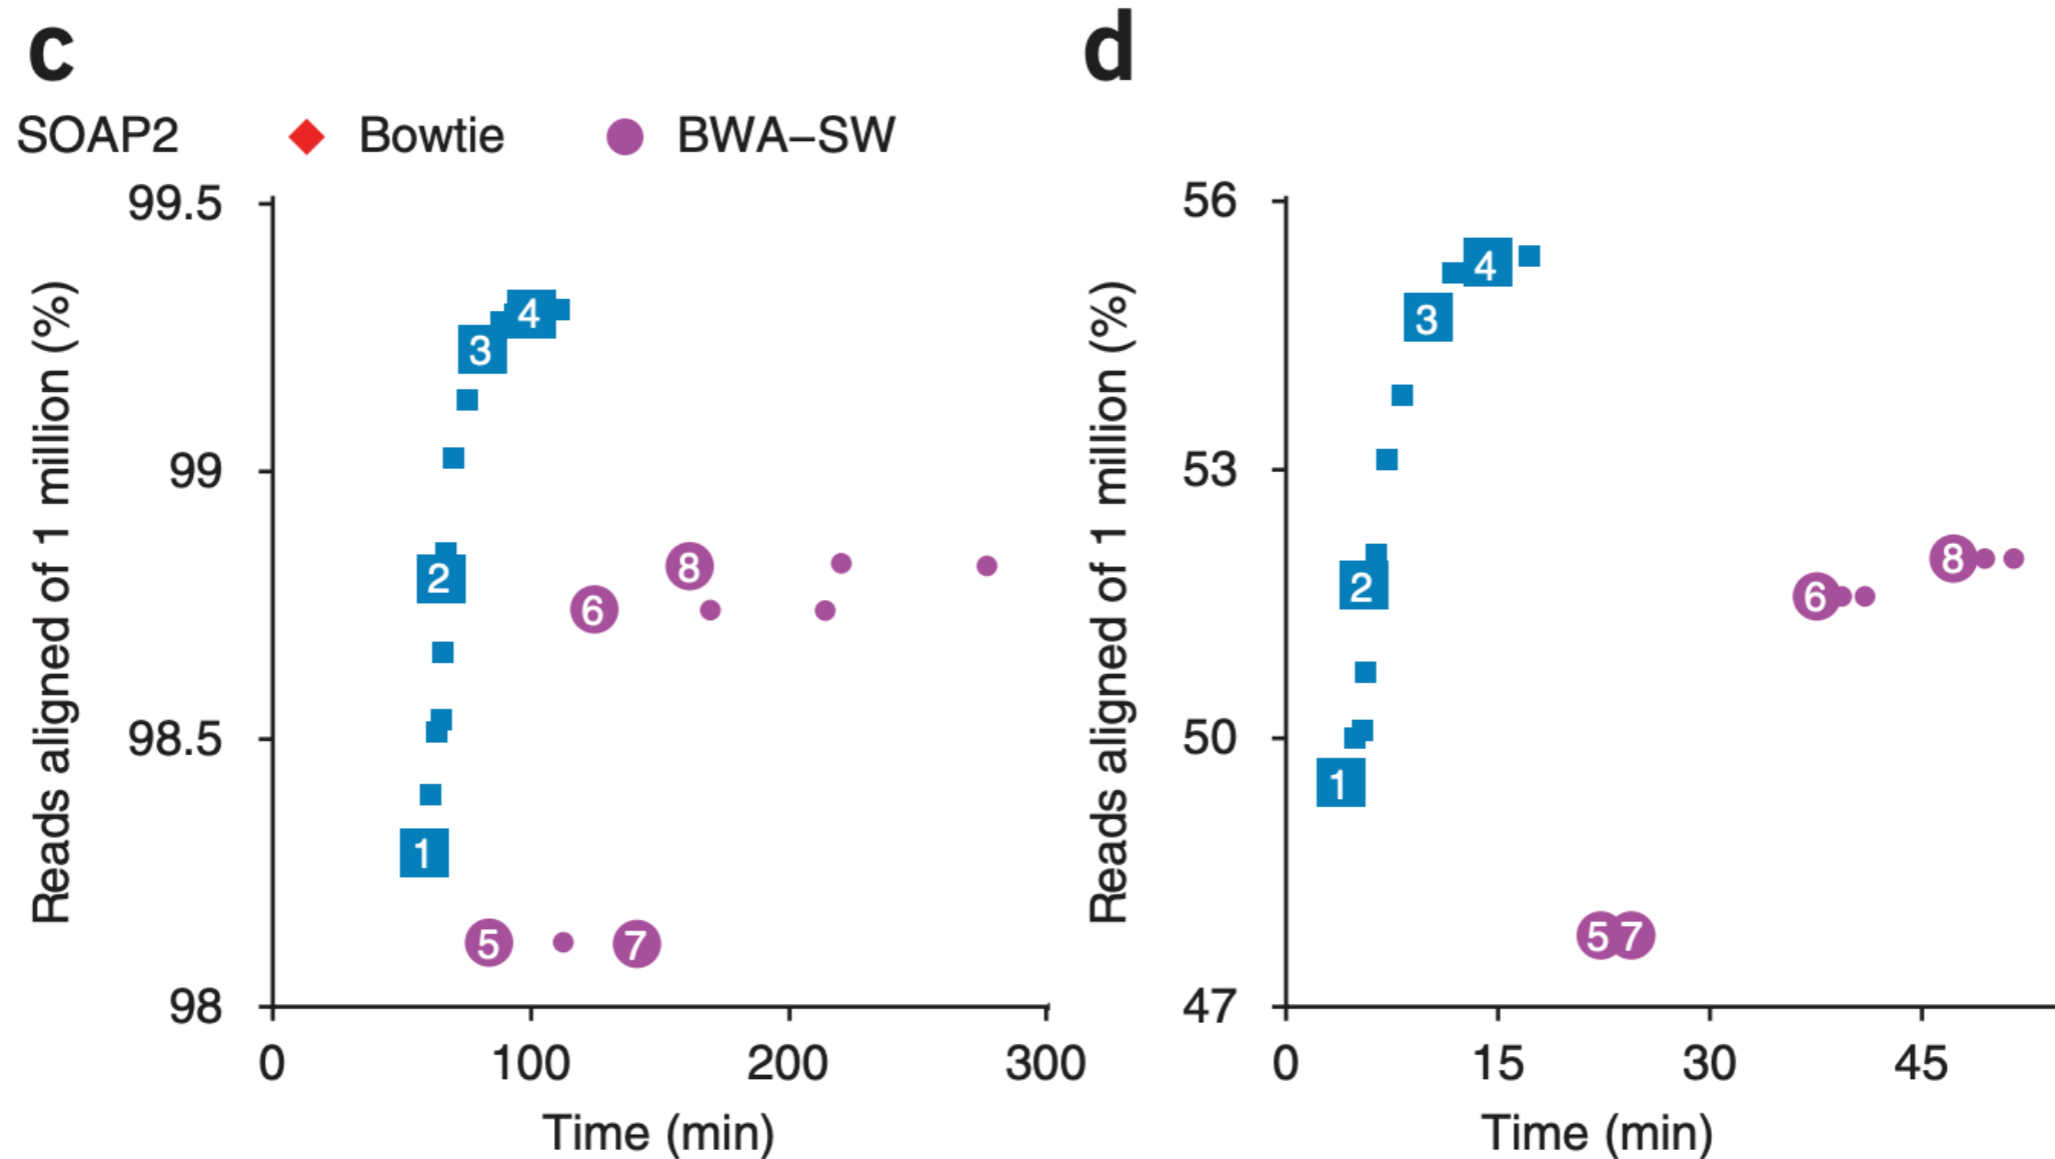 c
d
SOAP2 Bowtie BWA–SW
Reads aligned of 1 million (%)
99.5
99
98.5
98
4
3
2
1
8
6
5
7
0 100 200 300
Time (min)
Reads aligned of 1 million (%)
56
53
50
47
4
3
2
1
8
6
5 7
0 15 30 45
Time (min)